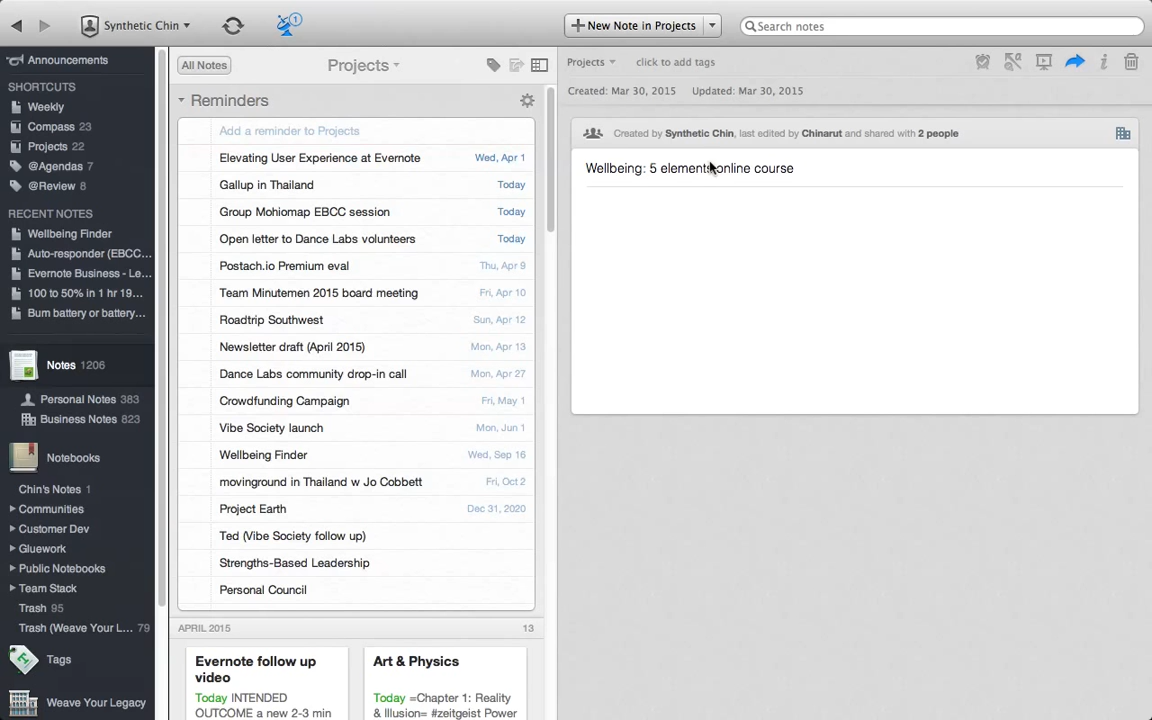 Synthetic Chin
1
New Note in Projects
Search notes
Announcements
SHORTCUTS
Weekly
Compass 23
Projects 22
@Agendas 7
@Review 8
RECENT NOTES
Wellbeing Finder
Auto-responder (EBCC...
Evernote Business - Le...
100 to 50% in 1 hr 19...
Burn battery or battery...
Notes 1206
Personal Notes 383
Business Notes 823
Notebooks
Chin's Notes 1
Communities
Customer Dev
Gluework
Public Notebooks
Team Stack
Trash 95
Trash (Weave Your L... 79
Tags
Weave Your Legacy
All Notes
Projects
Reminders
Add a reminder to Projects
Elevating User Experience at Evernote Wed, Apr 1
Gallup in Thailand Today
Group Mohiomap EBCC session Today
Open letter to Dance Labs volunteers Today
Postach.io Premium eval Thu, Apr 9
Team Minutemen 2015 board meeting Fri, Apr 10
Roadtrip Southwest Sun, Apr 12
Newsletter draft (April 2015) Mon, Apr 13
Dance Labs community drop-in call Mon, Apr 27
Crowdfunding Campaign Fri, May 1
Vibe Society launch Mon, Jun 1
Wellbeing Finder Wed, Sep 16
movinground in Thailand w Jo Cobbett Fri, Oct 2
Project Earth Dec 31, 2020
Ted (Vibe Society follow up)
Strengths-Based Leadership
Personal Council
APRIL 2015 13
Evernote follow up
video
Today INTENDED
OUTCOME a new 2-3 min
Art & Physics
Today =Chapter 1: Reality
& Illusion= #zeitgeist Power
Projects click to add tags
Created: Mar 30, 2015 Updated: Mar 30, 2015
Created by Synthetic Chin, last edited by Chinarut and shared with 2 people
Wellbeing: 5 elements online course